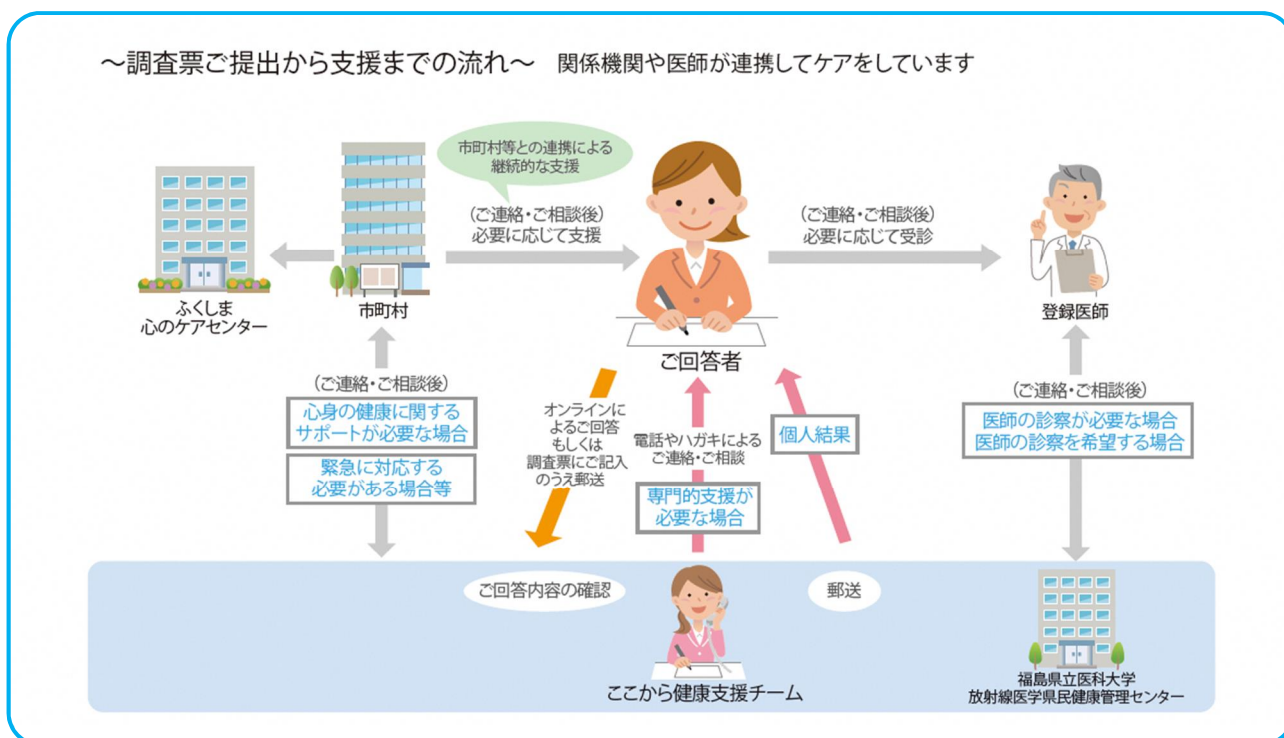 ～調査票ご提出から支援までの流れ～ 関係機関や医師が連携してケアをしています
市町村等との連携による
継続的な支援
(ご連絡・ご相談後)
必要に応じて支援
(ご連絡・ご相談後)
必要に応じて受診
ふくしま
心のケアセンター
市町村
ご回答者
登録医師
(ご連絡・ご相談後)
心身の健康に関する
サポートが必要な場合
緊急に対応する
必要がある場合等
オンラインに
よるご回答
もしくは
調査票にご記入
のうえ郵送
電話やハガキによる
ご連絡・ご相談
専門的支援が
必要な場合
個人結果
(ご連絡・ご相談後)
医師の診察が必要な場合
医師の診察を希望する場合
ご回答内容の確認
郵送
ここから健康支援チーム
福島県立医科大学
放射線医学県民健康管理センター